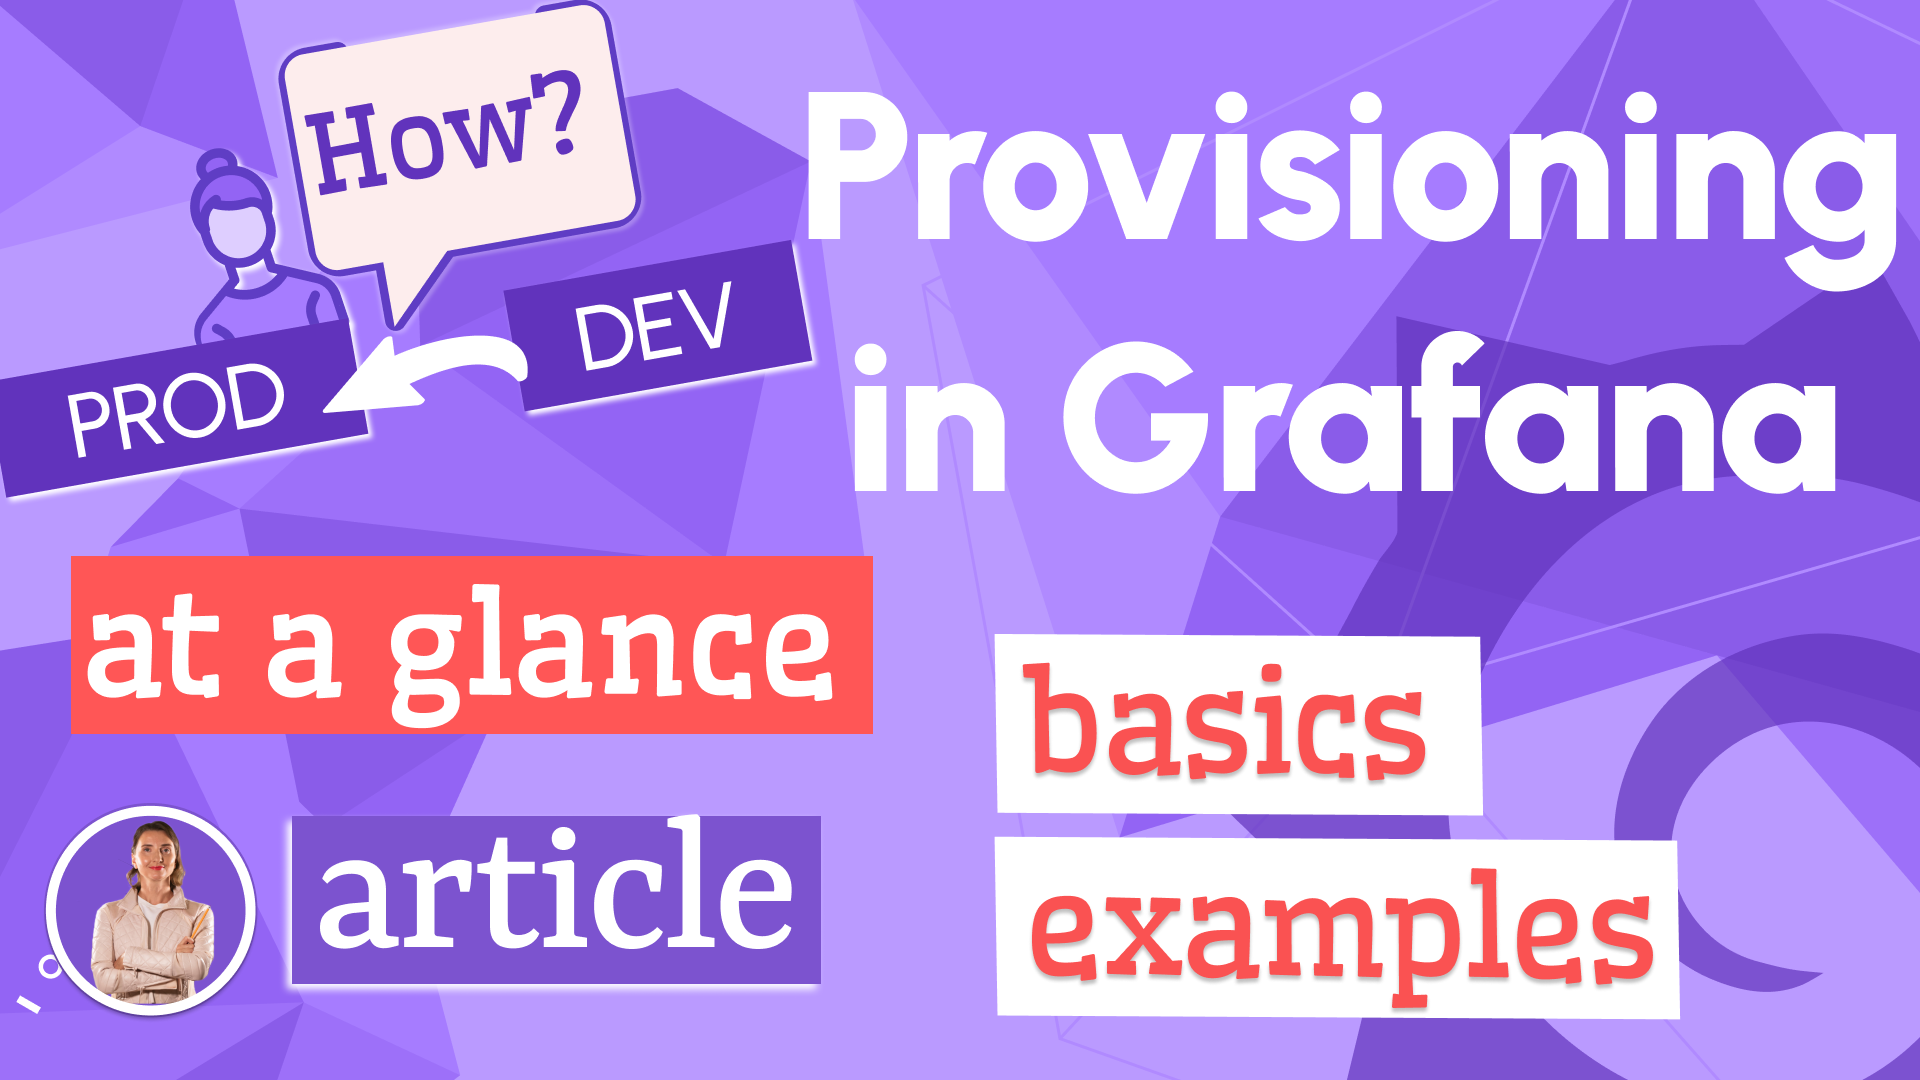 How?
DEV
PROD
Provisioning
in Grafana
at a glance
article
basics
examples